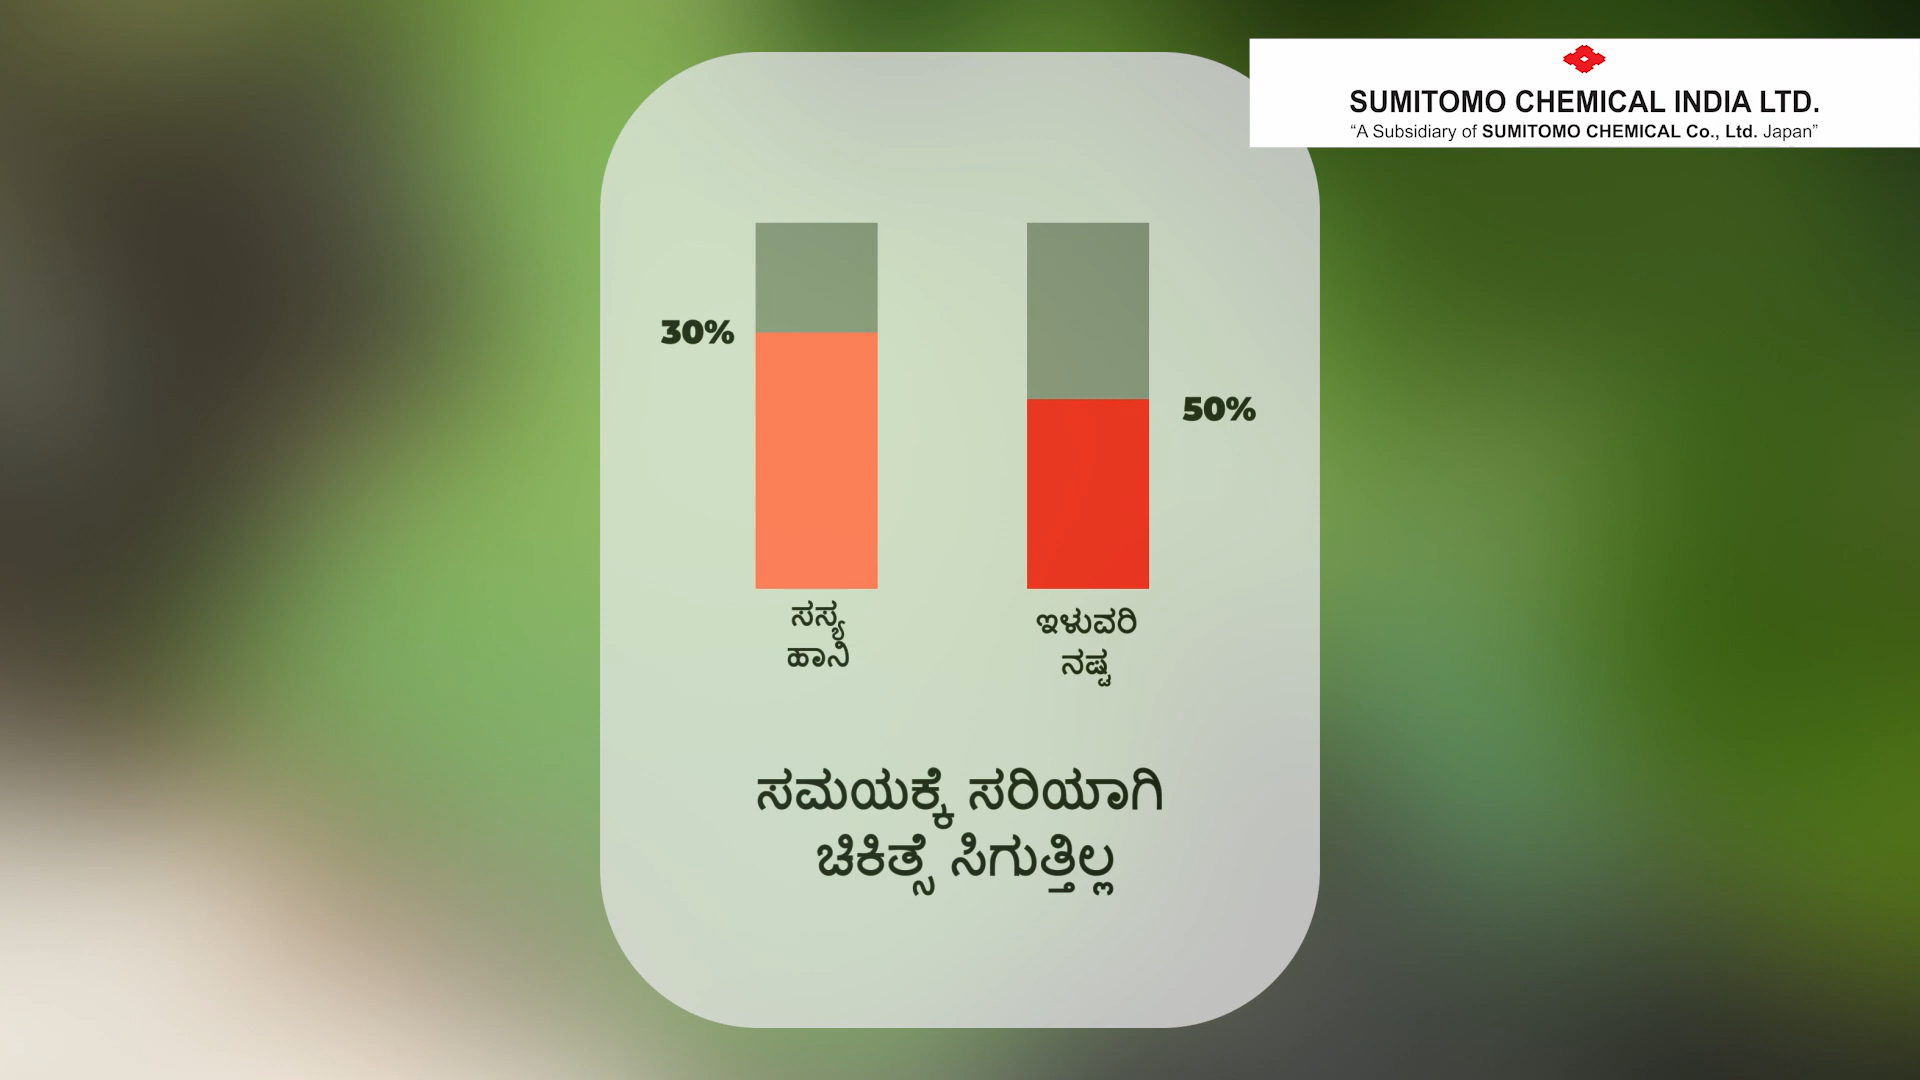 SUMITOMO CHEMICAL INDIA LTD.
“A Subsidiary of SUMITOMO CHEMICAL Co., Ltd. Japan”
30%
50%
ಸಸ್ಯ
ಹಾನಿ
ಇಳುವರಿ
ನಷ್ಟ
ಸಮಯಕ್ಕೆ ಸರಿಯಾಗಿ
ಚಿಕಿತ್ಸೆ ಸಿಗುತ್ತಿಲ್ಲ